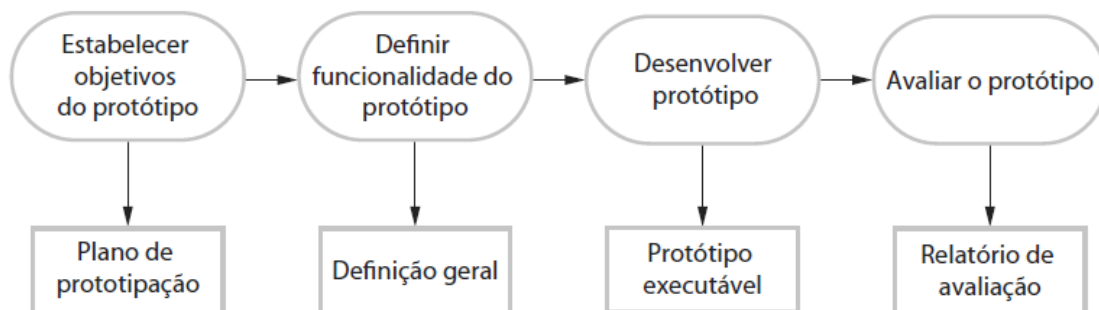 Estabelecer
objetivos
do protótipo
Definir
funcionalidade do
protótipo
Desenvolver
protótipo
Avaliar o protótipo
Plano de
prototipação
Definição geral
Protótipo
executável
Relatório de
avaliação